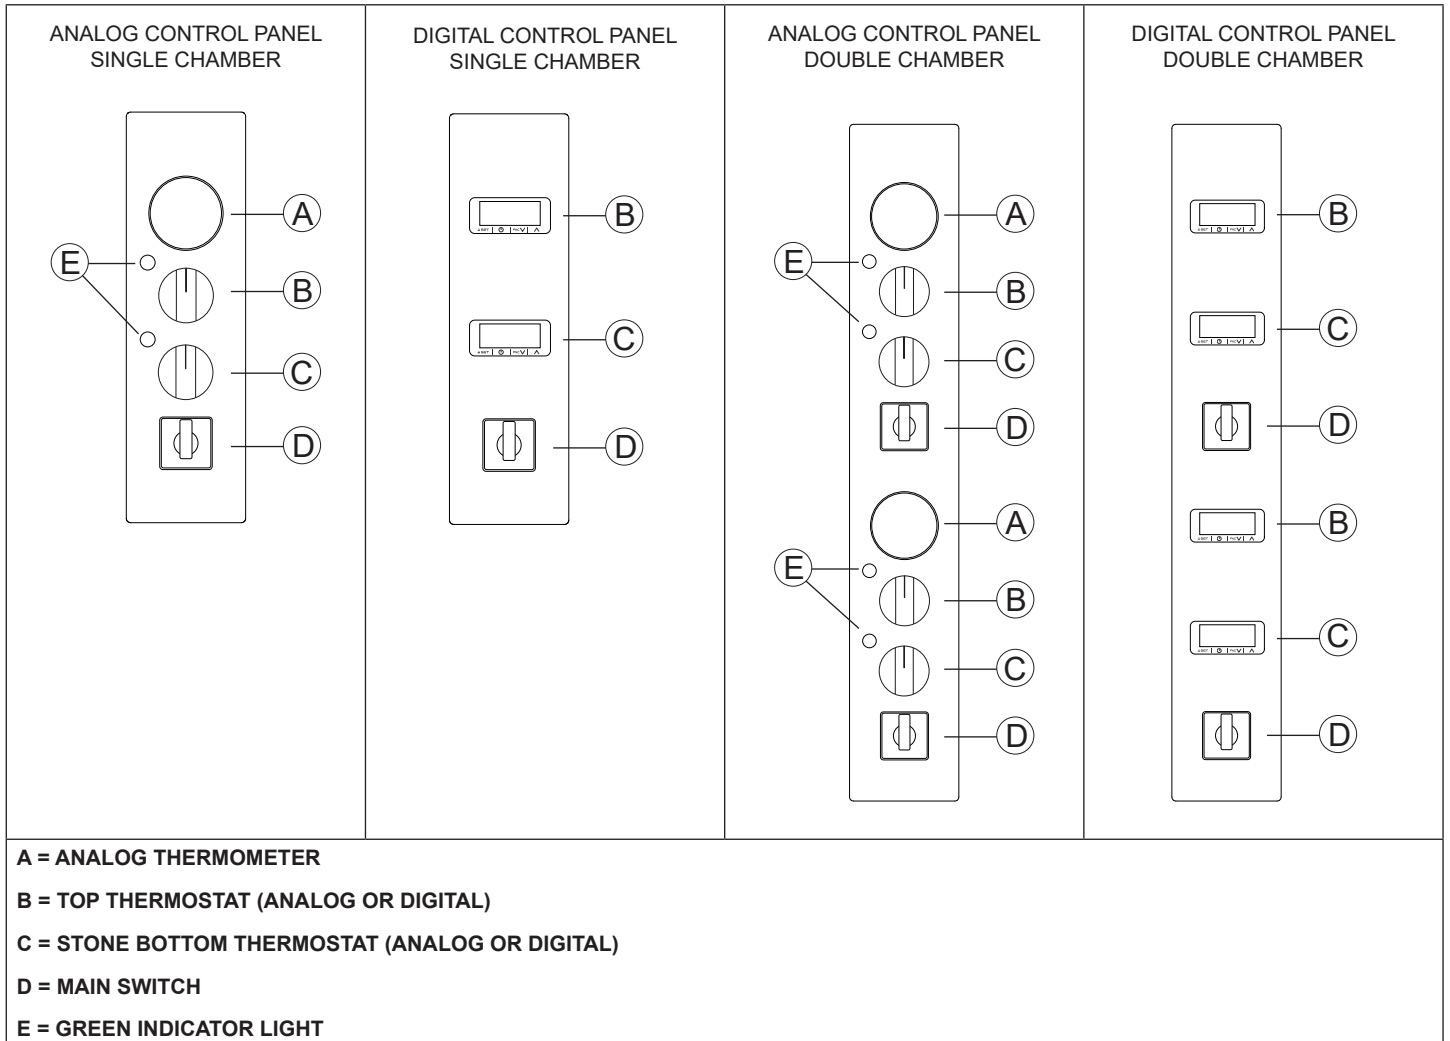 ANALOG CONTROL PANEL
SINGLE CHAMBER
A
E
B
C
D
DIGITAL CONTROL PANEL
SINGLE CHAMBER
B
C
D
ANALOG CONTROL PANEL
DOUBLE CHAMBER
A
E
B
C
D
A
E
B
C
D
DIGITAL CONTROL PANEL
DOUBLE CHAMBER
B
C
D
B
C
D
A = ANALOG THERMOMETER
B = TOP THERMOSTAT (ANALOG OR DIGITAL)
C = STONE BOTTOM THERMOSTAT (ANALOG OR DIGITAL)
D = MAIN SWITCH
E = GREEN INDICATOR LIGHT